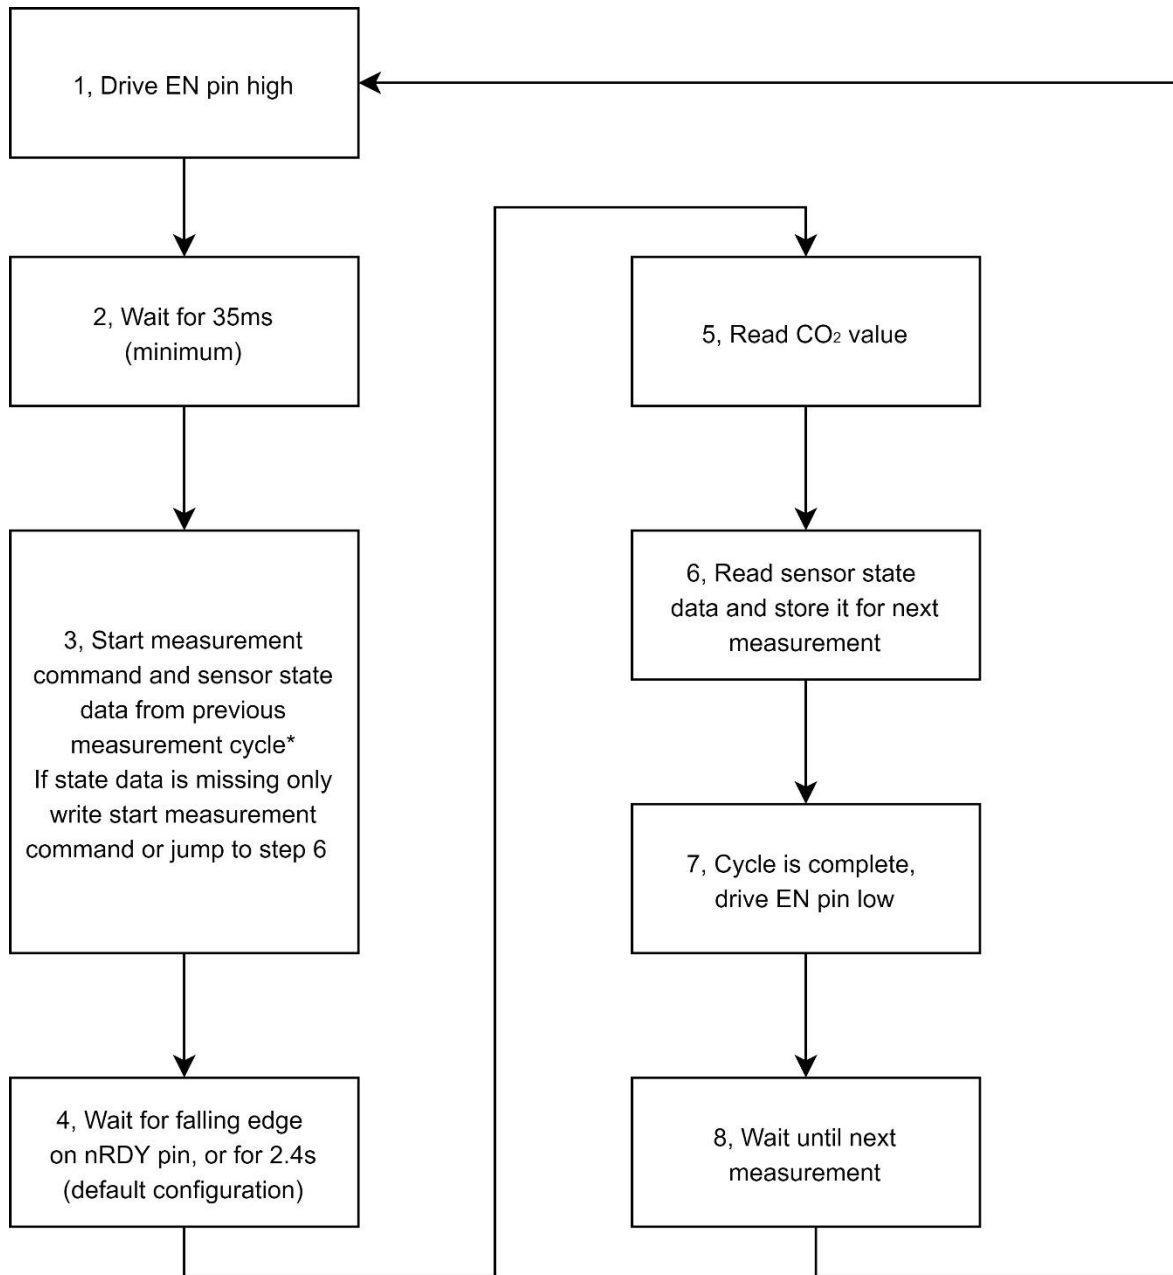 1, Drive EN pin high
2, Wait for 35ms
(minimum)
3, Start measurement
command and sensor state
data from previous
measurement cycle*
If state data is missing only
write start measurement
command or jump to step 6
4, Wait for falling edge
on nRDY pin, or for 2.4s
(default configuration)
5, Read CO₂ value
6, Read sensor state
data and store it for next
measurement
7, Cycle is complete,
drive EN pin low
8, Wait until next
measurement